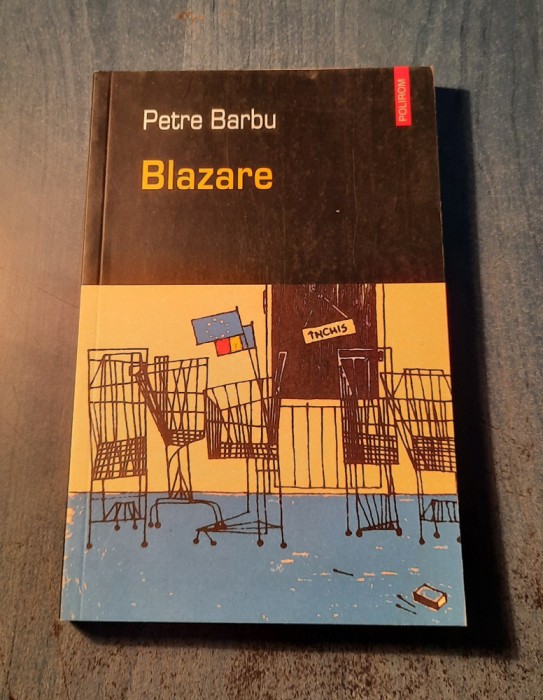 POLIROM
Petre Barbu
Blazare
ÎNCHIS